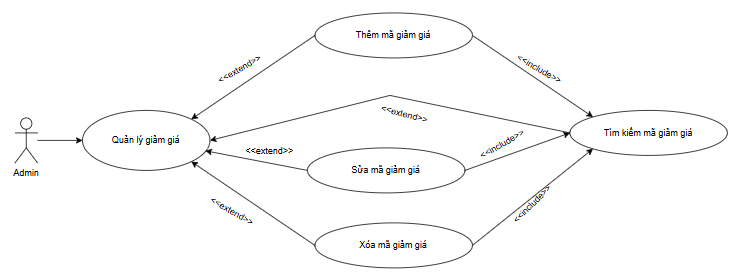 Thêm mã giảm giá
<<extend>>
<<include>>
<<extend>>
Quản lý giảm giá
Tìm kiếm mã giảm giá
<<extend>>
<<include>>
Admin
Sửa mã giảm giá
<<extend>>
<<include>>
Xóa mã giảm giá